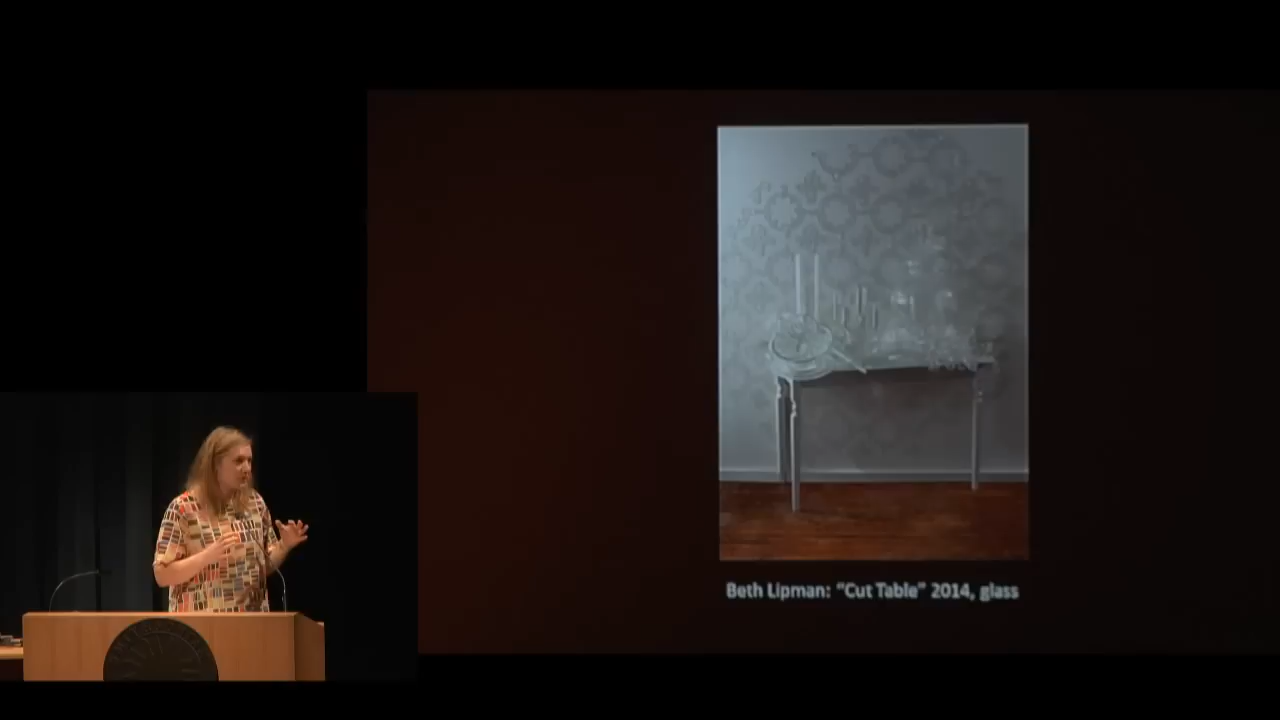 Beth Lipman: “Cut Table” 2014, glass